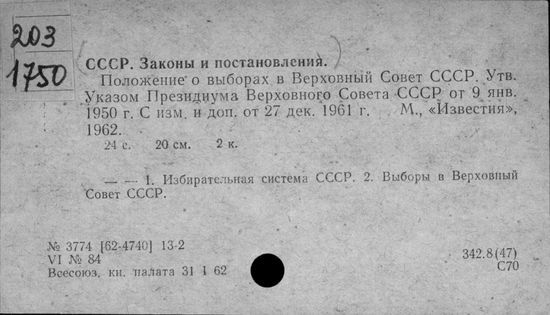 203
1750
СССР. Законы и постановления.
Положение о выборах в Верховный Совет СССР. Утв.
Указом Президиума Верховного Совета СССР от 9 янв.
1950 г. С изм. и доп. от 27 дек. 1961 г. М., «Известия»,
1962.
24 с. 20 см. 2 к.
— — 1. Избирательная система СССР. 2. Выборы в Верховный
Совет СССР.
№ 3774 [62-4740] 13-2
VI № 84
Всесоюз. кн. палата 31 I 62
342.8(47)
С70